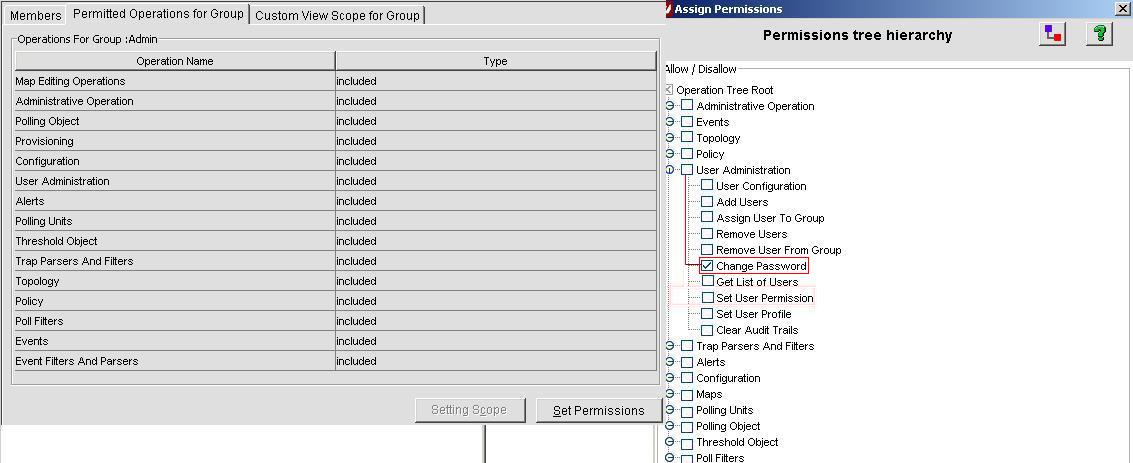 Members Permitted Operations for Group Custom View Scope for Group
Operations For Group :Admin
Operation Name Type
Map Editing Operations included
Administrative Operation included
Polling Object included
Provisioning included
Configuration included
User Administration included
Alerts included
Polling Units included
Threshold Object included
Trap Parsers And Filters included
Topology included
Policy included
Poll Filters included
Events included
Event Filters And Parsers included
Setting Scope Set Permissions
Assign Permissions
Permissions tree hierarchy
Allow / Disallow
Operation Tree Root
Administrative Operation
Events
Topology
Policy
User Administration
User Configuration
Add Users
Assign User To Group
Remove Users
Remove User From Group
Change Password
Get List of Users
Set User Permission
Set User Profile
Clear Audit Trails
Trap Parsers And Filters
Alerts
Configuration
Maps
Polling Units
Polling Object
Threshold Object
Poll Filters